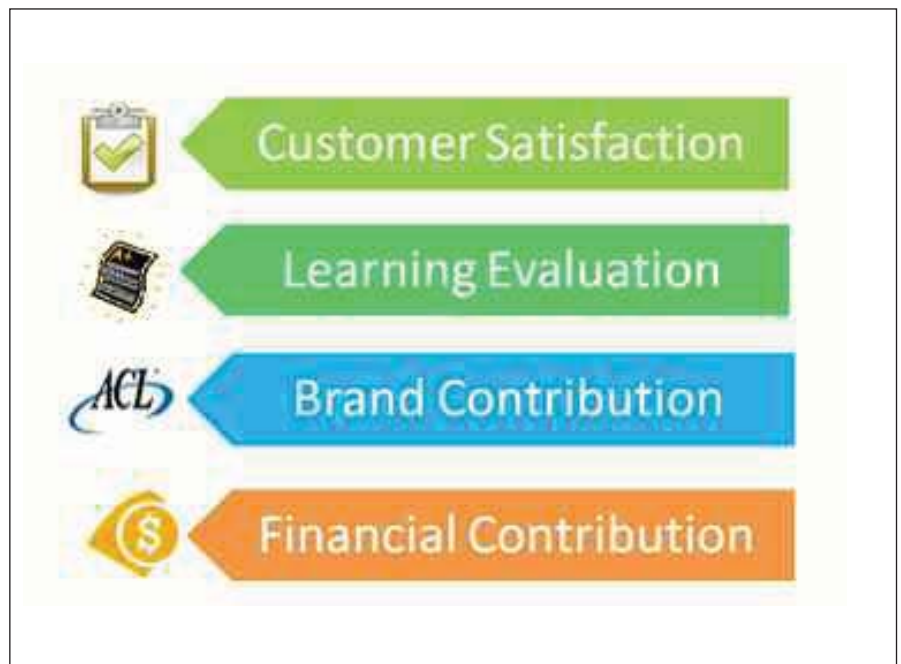 Customer Satisfaction
Learning Evaluation
ACL
Brand Contribution
$
Financial Contribution